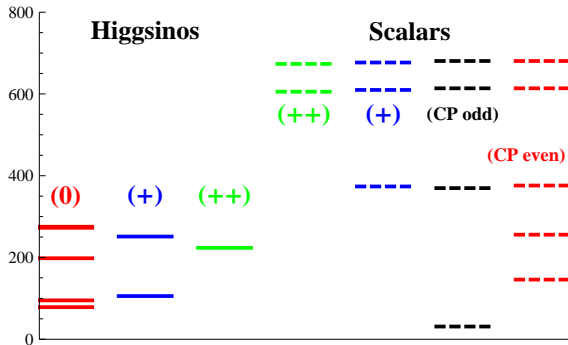 800
600
400
200
0
Higgsinos
Scalars
(++)
(+)
(CP odd)
(CP even)
(0)
(+)
(++)